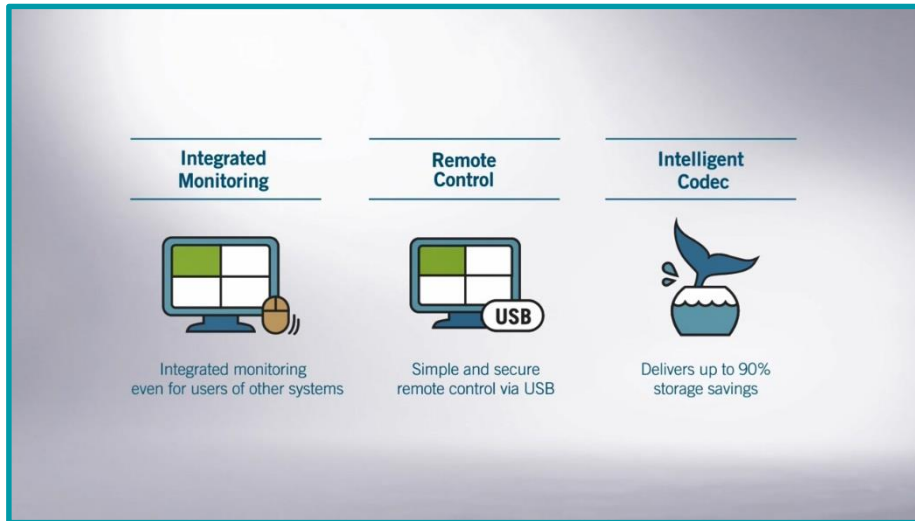 Integrated
Monitoring
Remote
Control
Intelligent
Codec
USB
Integrated monitoring
even for users of other systems
Simple and secure
remote control via USB
Delivers up to 90%
storage savings